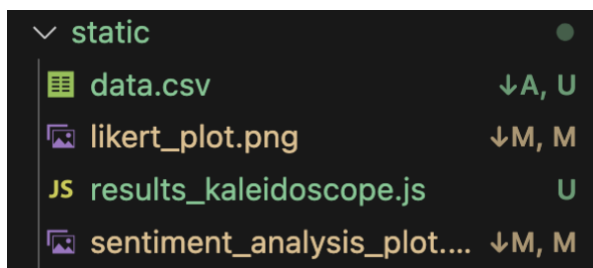 static
data.csv ↓A, U
likert_plot.png ↓M, M
JS results_kaleidoscope.js U
sentiment_analysis_plot.... ↓M, M